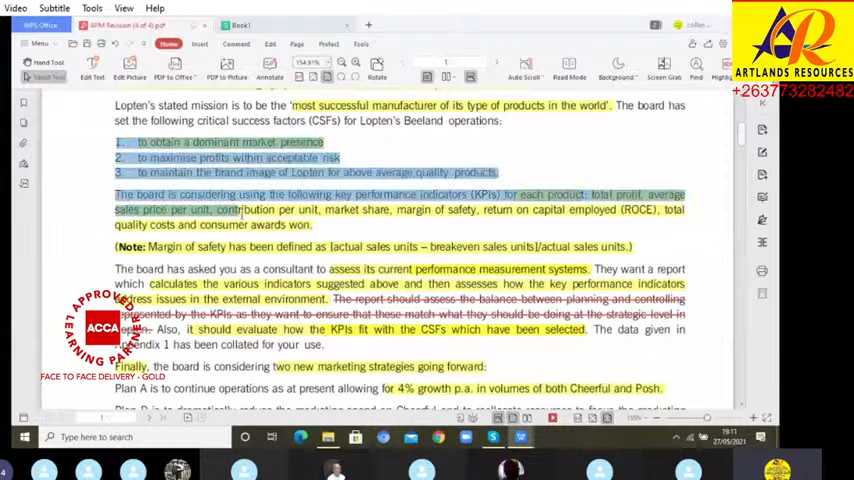 Video Subtitle Tools View Help
WPS Office APM Revision (4 of 4).pdf Book1
Menu Home Insert Comment Edit Page Protect Tools
Hand Tool 154.91% 1
Select Tool Edit Text PDF to Office PDF to Picture Annotate Rotate Auto Scroll Read Mode Background Screen Grab Find
Lopten's stated mission is to be the 'most successful manufacturer of its type of products in the world'. The board has
set the following critical success factors (CSFs) for Lopten's Beeland operations:
1. to obtain a dominant market presence
2. to maximise profits within acceptable risk
3. to maintain the brand image of Lopten for above average quality products.
The board is considering using the following key performance indicators (KPIs) for each product: total profit, average
sales price per unit, contribution per unit, market share, margin of safety, return on capital employed (ROCE), total
quality costs and consumer awards won.
(Note: Margin of safety has been defined as [actual sales units – breakeven sales units]/actual sales units.)
The board has asked you as a consultant to assess its current performance measurement systems. They want a report
which calculates the various indicators suggested above and then assesses how the key performance indicators
address issues in the external environment. The report should assess the balance between planning and controlling
represented by the KPIs as they want to ensure that these match what they should be doing at the strategic level in
Also, it should evaluate how the KPIs fit with the CSFs which have been selected. The data given in
Appendix 1 has been collated for your use.
Finally, the board is considering two new marketing strategies going forward:
Plan A is to continue operations as at present allowing for 4% growth p.a. in volumes of both Cheerful and Posh.
APPROVED
ACCA
LEARNING PARTNER
FACE TO FACE DELIVERY - GOLD
ARTLANDS RESOURCES
+263773282482
Type here to search
19:11
27/05/2021